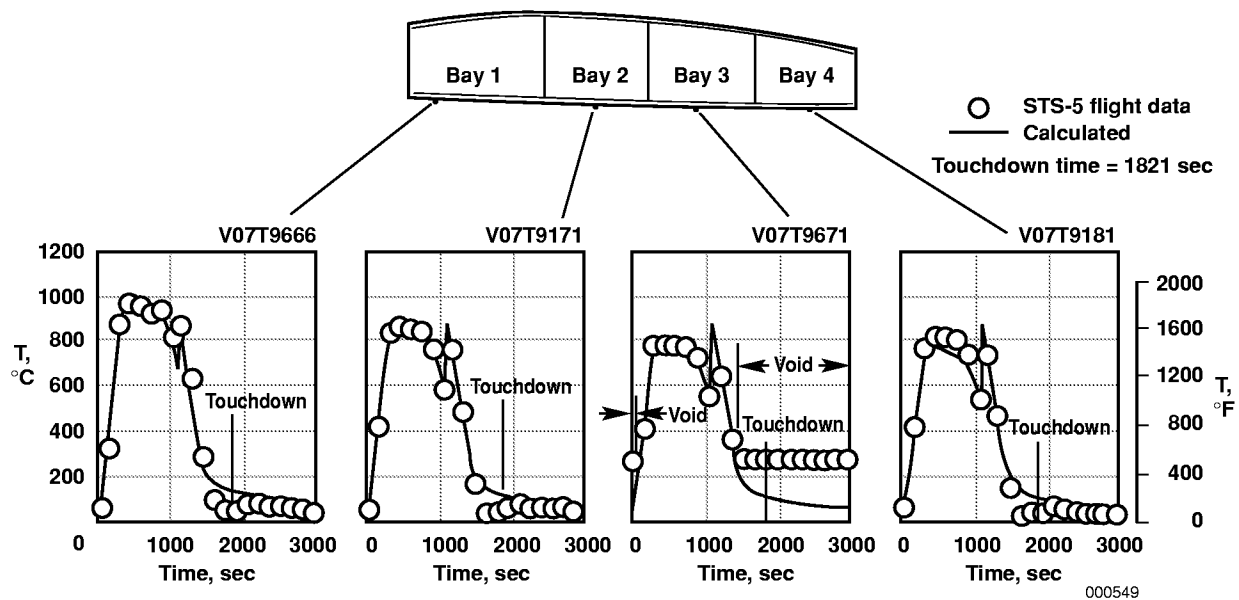 Bay 1 Bay 2 Bay 3 Bay 4
STS-5 flight data
Calculated
Touchdown time = 1821 sec
V07T9666 V07T9171 V07T9671 V07T9181
1200
1000
800
600
400
200
0
T,
°C
Touchdown
Touchdown
Void
Void
Touchdown
Touchdown
2000
1600
1200
800
400
0
T,
°F
1000 2000 3000
0 1000 2000 3000
0 1000 2000 3000
0 1000 2000 3000
Time, sec Time, sec Time, sec Time, sec
000549